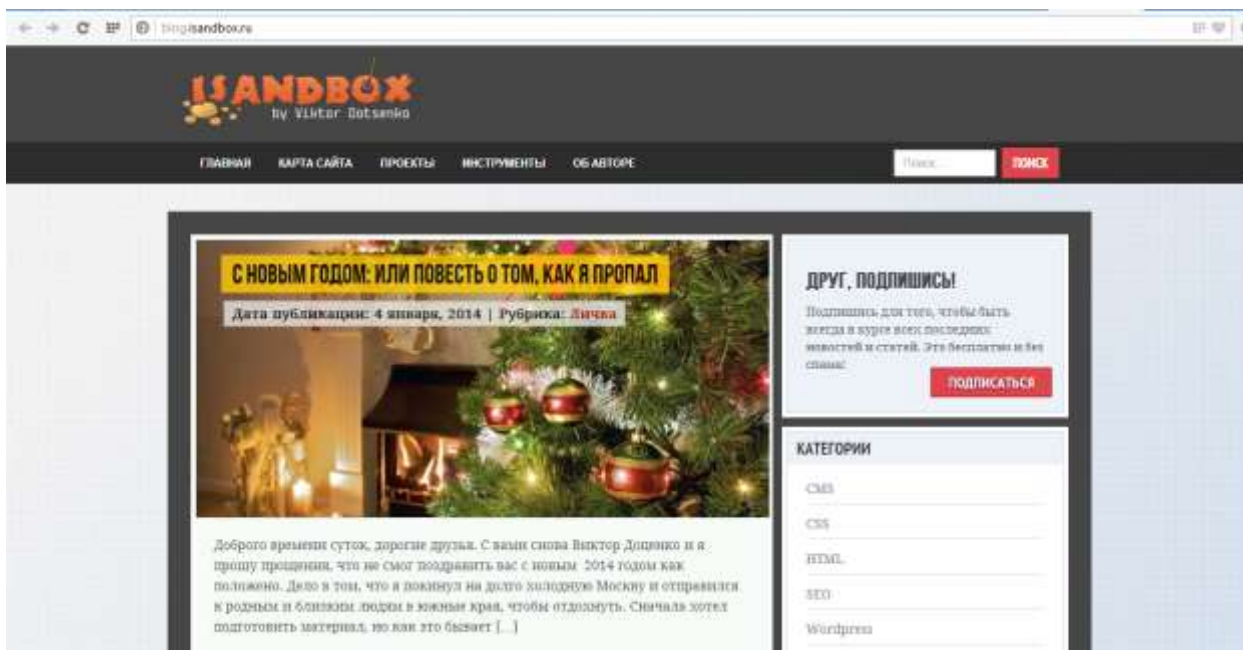 blog.isandbox.ru
ISANDBOX
by Viktor Dotsenko
ГЛАВНАЯ КАРТА САЙТА ПРОЕКТЫ ИНСТРУМЕНТЫ ОБ АВТОРЕ
Поиск... ПОИСК
С НОВЫМ ГОДОМ: ИЛИ ПОВЕСТЬ О ТОМ, КАК Я ПРОПАЛ
Дата публикации: 4 января, 2014 | Рубрика: Личка
Доброго времени суток, дорогие друзья. С вами снова Виктор Доценко и я
прошу прощения, что не смог поздравить вас с новым 2014 годом как
положено. Дело в том, что я покинул на долго холодную Москву и отправился
к родным и близким людям в южные края, чтобы отдохнуть. Сначала хотел
подготовить материал, но как это бывает [...]
ДРУГ, ПОДПИШИСЬ!
Подпишись для того, чтобы быть
всегда в курсе всех последних
новостей и статей. Это бесплатно и без
спама!
ПОДПИСАТЬСЯ
КАТЕГОРИИ
CMS
CSS
HTML
SEO
Wordpress